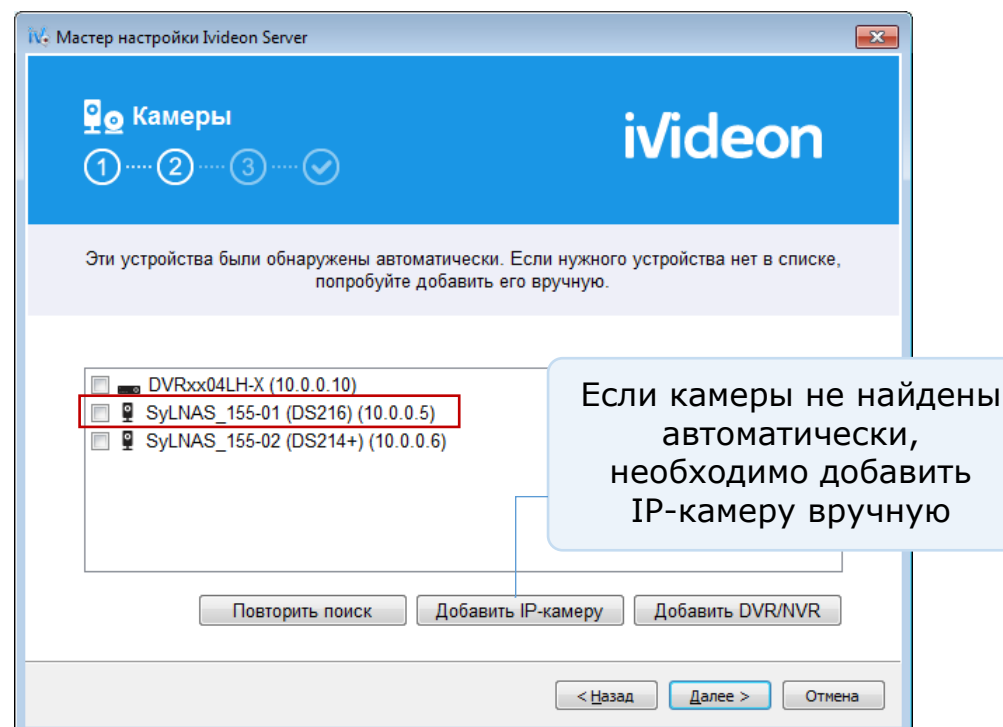 Мастер настройки Ivideon Server
Камеры
1 2 3
ivideon
Эти устройства были обнаружены автоматически. Если нужного устройства нет в списке,
попробуйте добавить его вручную.
DVRxx04LH-X (10.0.0.10)
SyLNAS_155-01 (DS216) (10.0.0.5)
SyLNAS_155-02 (DS214+) (10.0.0.6)
Если камеры не найдены
автоматически,
необходимо добавить
IP-камеру вручную
Повторить поиск Добавить IP-камеру Добавить DVR/NVR
< Назад Далее > Отмена